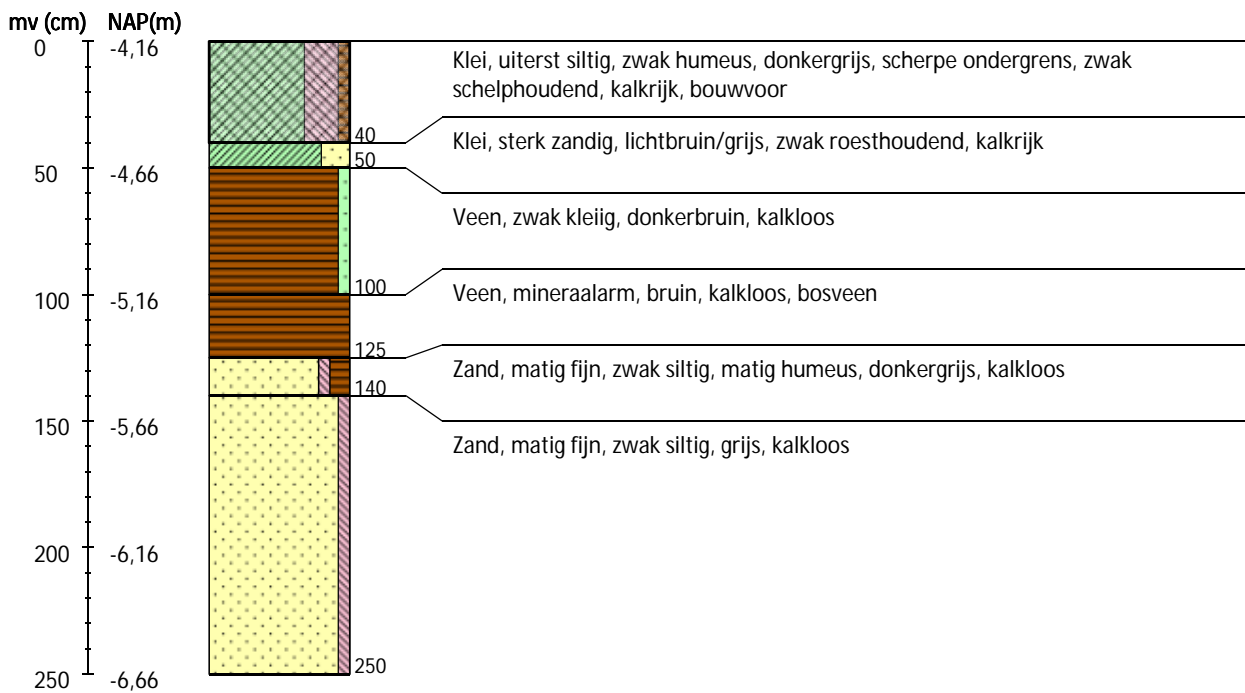 mv (cm) NAP(m)
0 -4,16
Klei, uiterst siltig, zwak humeus, donkergrijs, scherpe ondergrens, zwak
schelphoudend, kalkrijk, bouwvoor
40
Klei, sterk zandig, lichtbruin/grijs, zwak roesthoudend, kalkrijk
50
50 -4,66
Veen, zwak kleiig, donkerbruin, kalkloos
100
100 -5,16
Veen, mineraalarm, bruin, kalkloos, bosveen
125
Zand, matig fijn, zwak siltig, matig humeus, donkergrijs, kalkloos
140
150 -5,66
Zand, matig fijn, zwak siltig, grijs, kalkloos
200 -6,16
250
250 -6,66